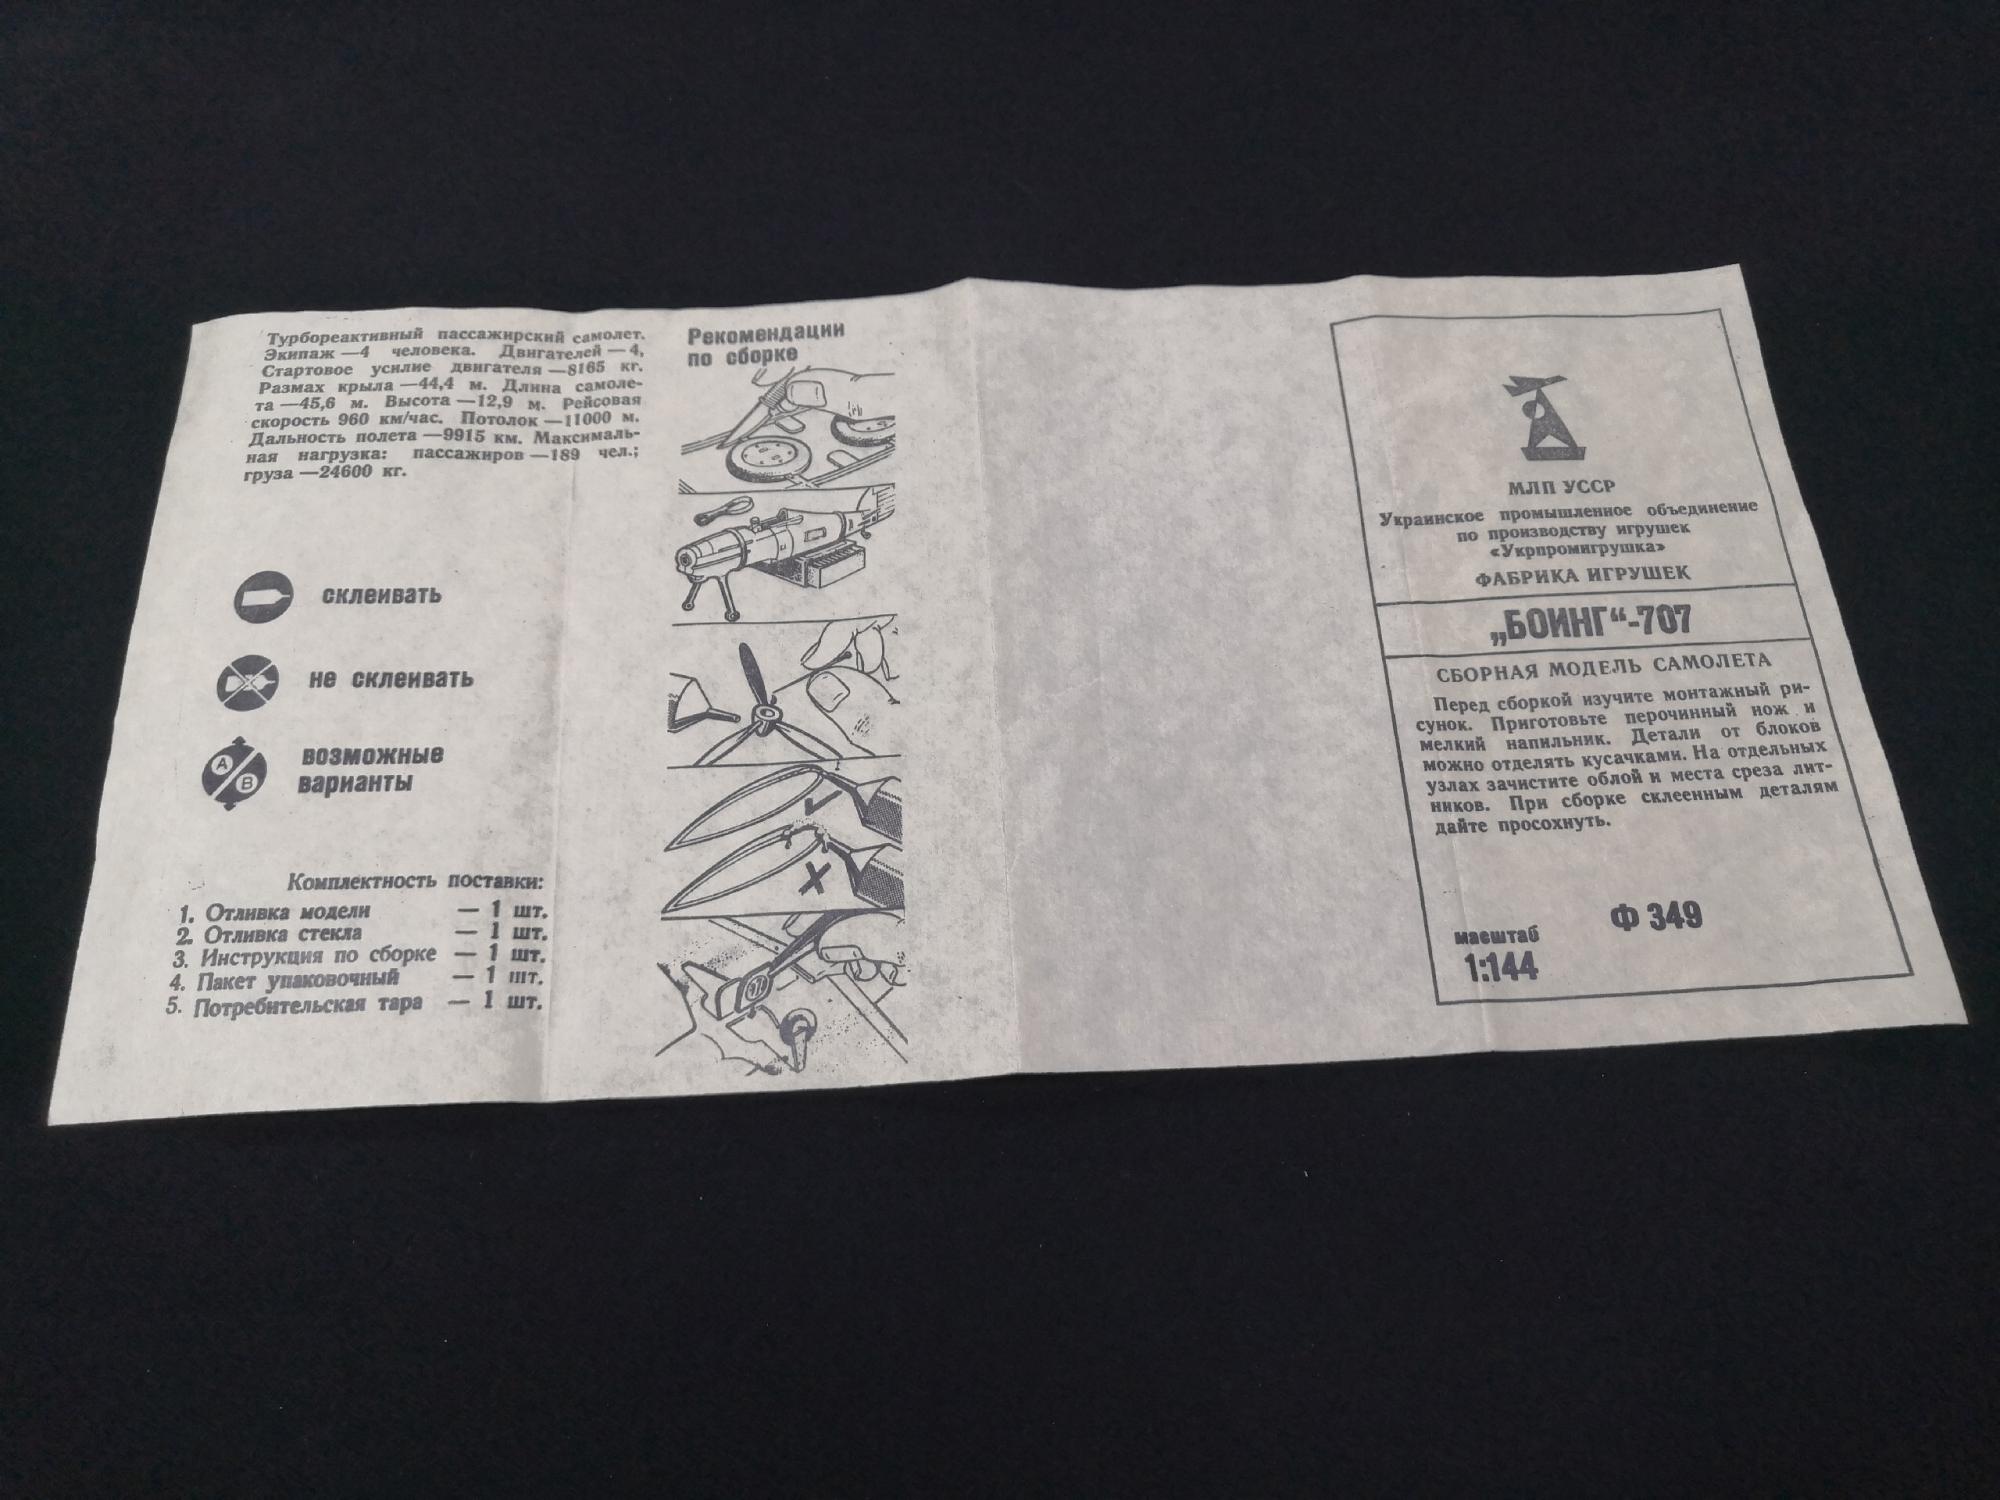 Турбореактивный пассажирский самолет.
Экипаж —4 человека. Двигателей —4,
Стартовое усилие двигателя —8165 кг.
Размах крыла —44,4 м. Длина самоле-
та —45,6 м. Высота —12,9 м. Рейсовая
скорость 960 км/час. Потолок —11000 м.
Дальность полета —9915 км. Максималь-
ная нагрузка: пассажиров —189 чел.;
груза —24600 кг.
склеивать
не склеивать
A
B
возможные
варианты
Комплектность поставки:
1. Отливка модели — 1 шт.
2. Отливка стекла — 1 шт.
3. Инструкция по сборке — 1 шт.
4. Пакет упаковочный — 1 шт.
5. Потребительская тара — 1 шт.
Рекомендации
по сборке
МЛП УССР
Украинское промышленное объединение
по производству игрушек
«Укрпромигрушка»
ФАБРИКА ИГРУШЕК
„БОИНГ“-707
СБОРНАЯ МОДЕЛЬ САМОЛЕТА
Перед сборкой изучите монтажный ри-
сунок. Приготовьте перочинный нож и
мелкий напильник. Детали от блоков
можно отделять кусачками. На отдельных
узлах зачистите облой и места среза лит-
ников. При сборке склеенным деталям
дайте просохнуть.
масштаб
1:144
Ф 349